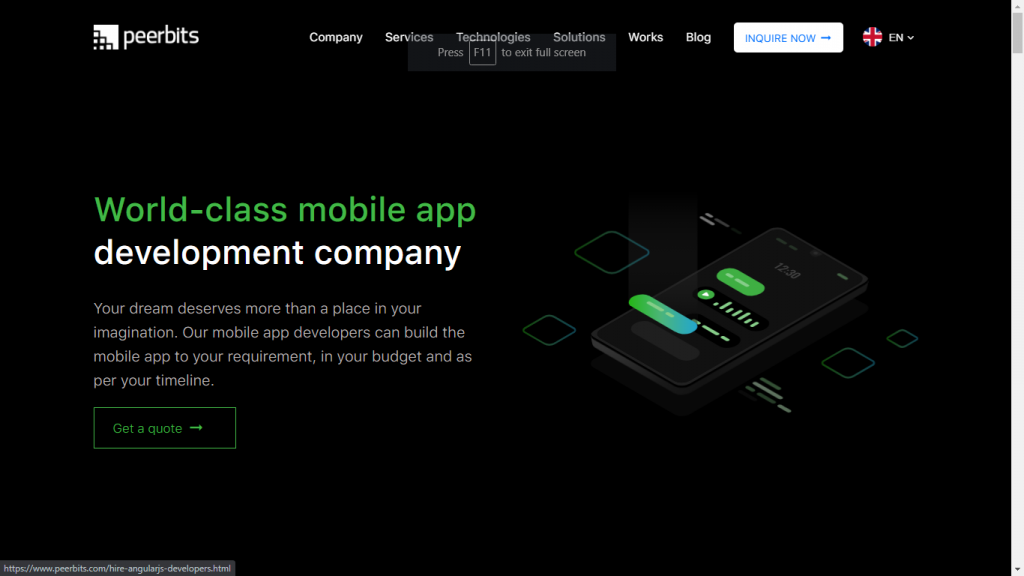 peerbits
Company Services Technologies Solutions Works Blog INQUIRE NOW → EN
Press F11 to exit full screen
World-class mobile app
development company
Your dream deserves more than a place in your
imagination. Our mobile app developers can build the
mobile app to your requirement, in your budget and as
per your timeline.
Get a quote →
12:30
https://www.peerbits.com/hire-angularjs-developers.html